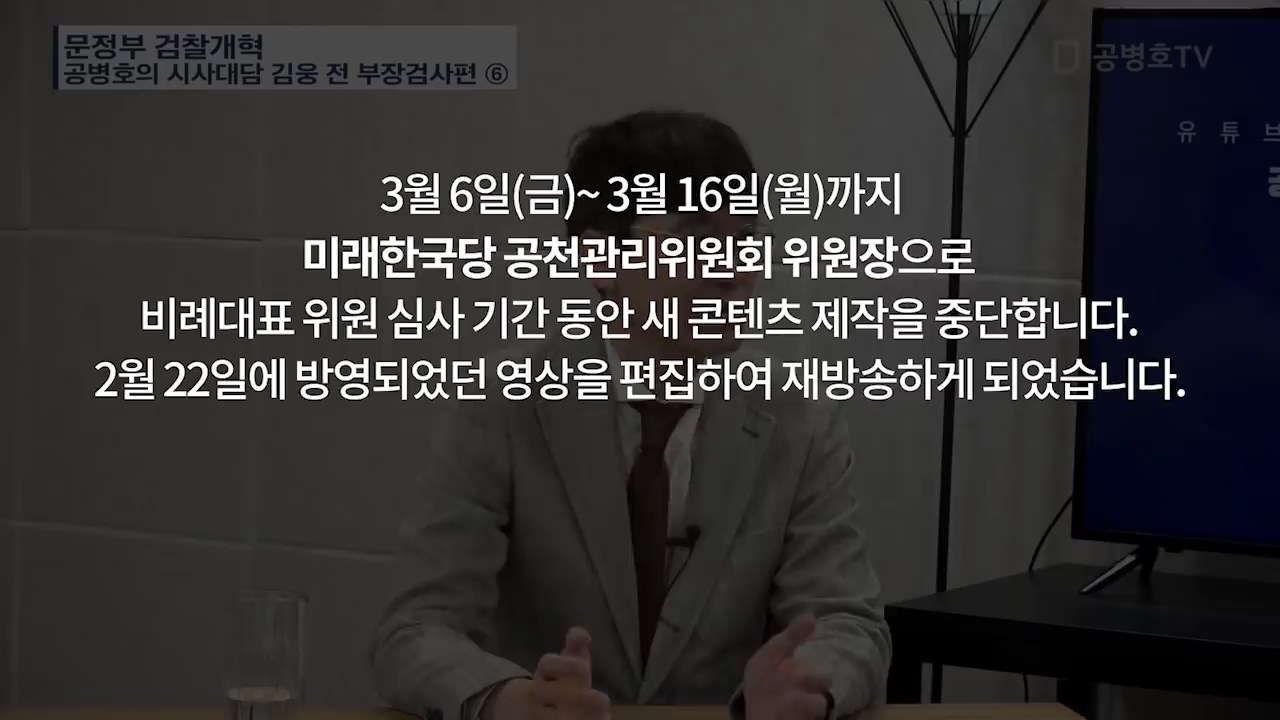 문정부 검찰개혁
공병호의 시사대담 김웅 전 부장검사편 ⑥
공병호TV
유 튜 브
3월 6일(금)~ 3월 16일(월)까지
미래한국당 공천관리위원회 위원장으로
비례대표 위원 심사 기간 동안 새 콘텐츠 제작을 중단합니다.
2월 22일에 방영되었던 영상을 편집하여 재방송하게 되었습니다.